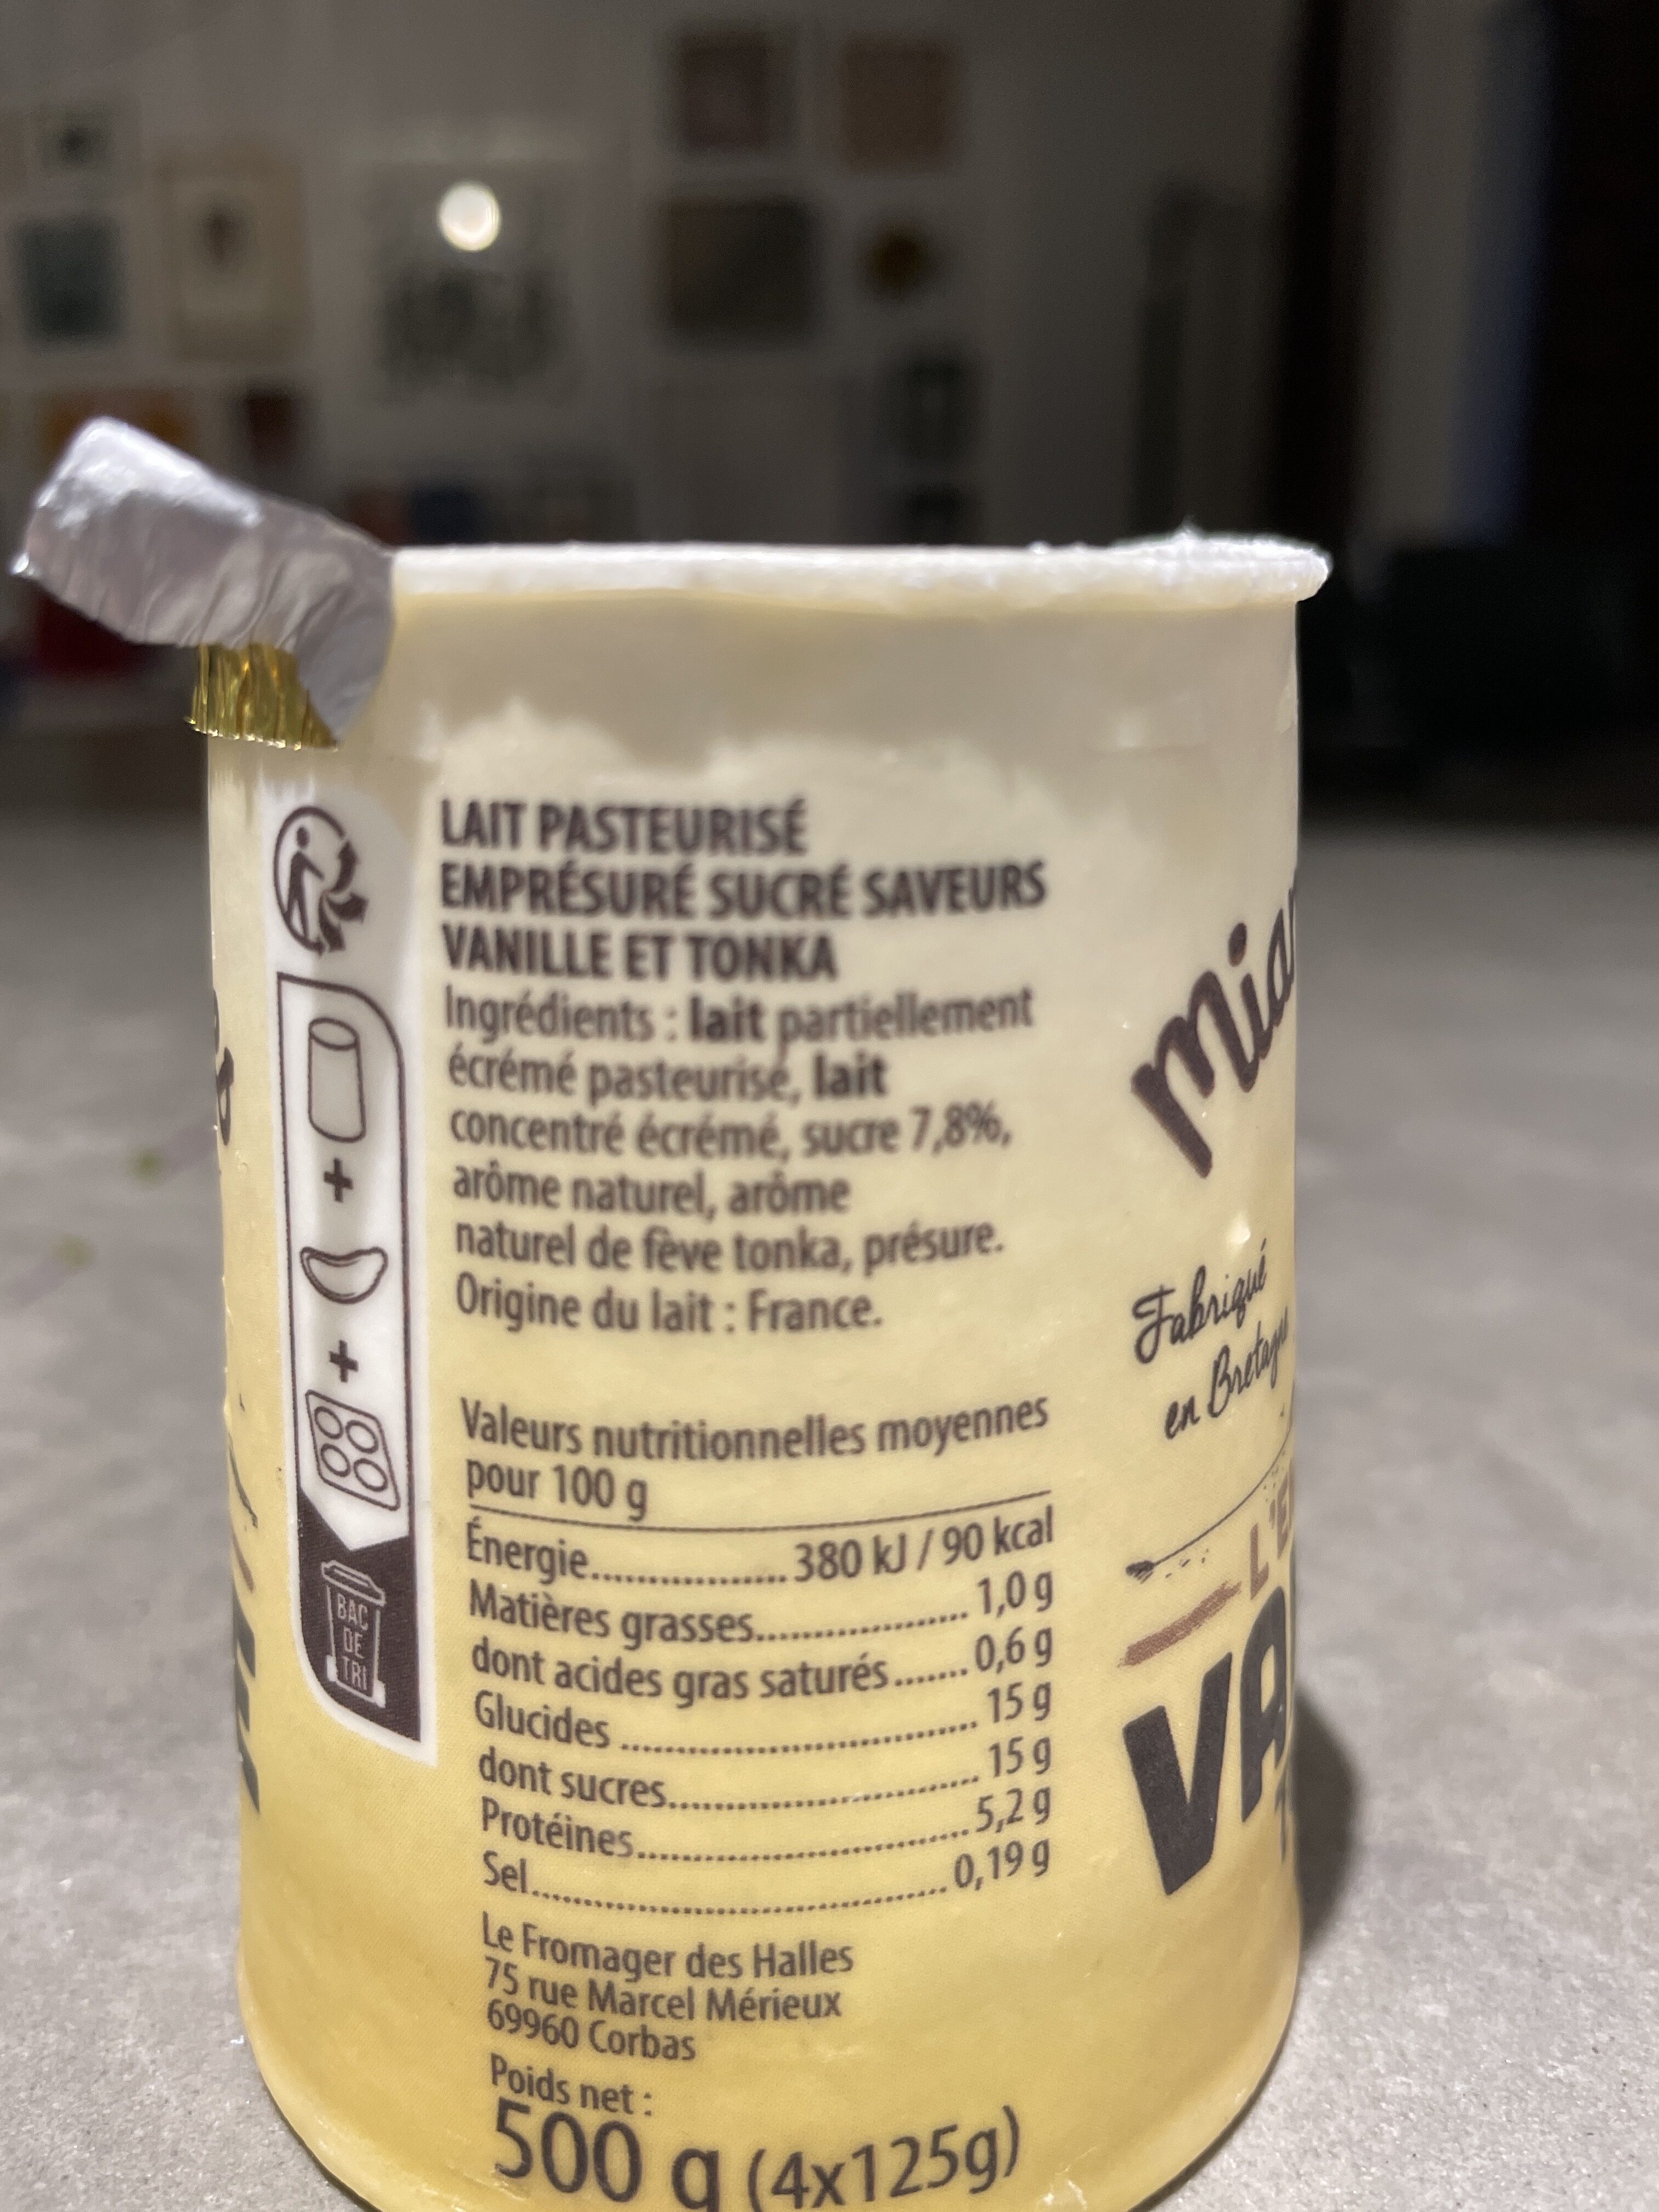 LAIT PASTEURISÉ
EMPRÉSURÉ SUCRÉ SAVEURS
VANILLE ET TONKA
Ingrédients : lait partiellement
écrémé pasteurisé, lait
concentré écrémé, sucre 7,8%,
arôme naturel, arôme
naturel de fève tonka, présure.
Origine du lait : France.
Valeurs nutritionnelles moyennes
pour 100 g
Énergie.................. 380 kJ / 90 kcal
Matières grasses.................... 1,0 g
dont acides gras saturés....... 0,6 g
Glucides .................................. 15 g
dont sucres............................. 15 g
Protéines............................... 5,2 g
Sel....................................... 0,19 g
Le Fromager des Halles
75 rue Marcel Mérieux
69960 Corbas
Poids net :
500 g (4x125g)
+
+
BAC
DE
TRI
Fabriqué
en